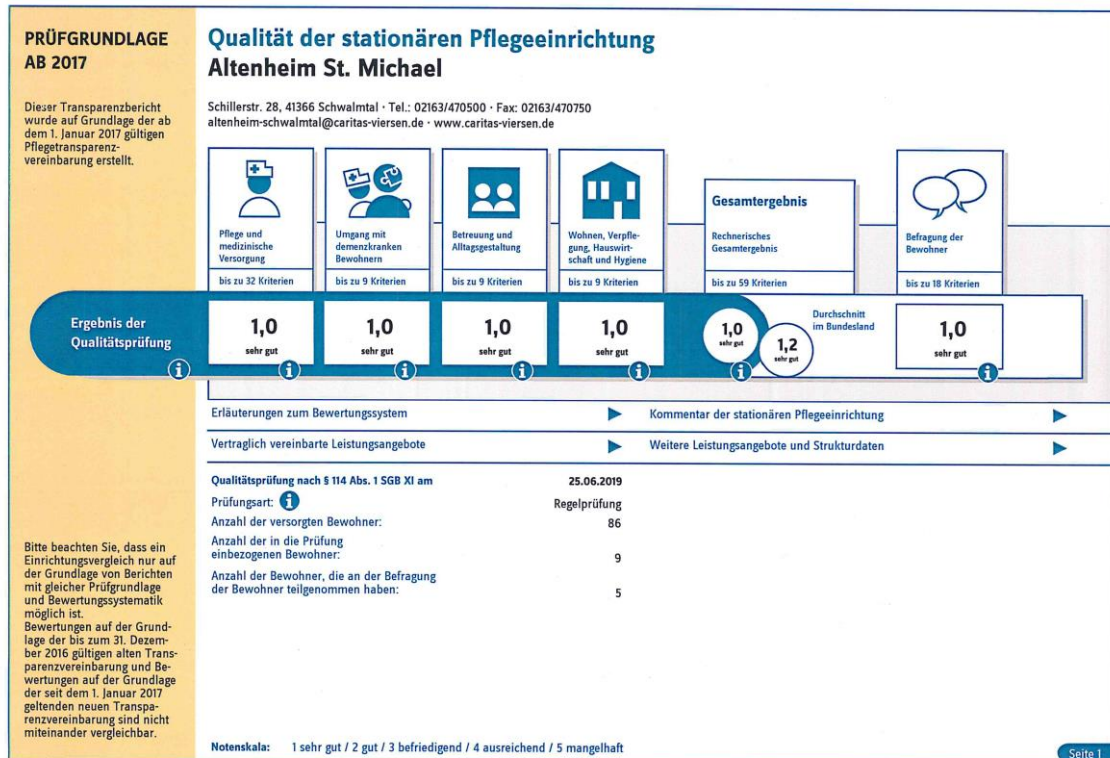 PRÜFGRUNDLAGE
AB 2017
Dieser Transparenzbericht
wurde auf Grundlage der ab
dem 1. Januar 2017 gültigen
Pflegetransparenz-
vereinbarung erstellt.
Bitte beachten Sie, dass ein
Einrichtungsvergleich nur auf
der Grundlage von Berichten
mit gleicher Prüfgrundlage
und Bewertungssystematik
möglich ist.
Bewertungen auf der Grund-
lage der bis zum 31. Dezem-
ber 2016 gültigen alten Trans-
parenzvereinbarung und Be-
wertungen auf der Grundlage
der seit dem 1. Januar 2017
geltenden neuen Transpa-
renzvereinbarung sind nicht
miteinander vergleichbar.
Qualität der stationären Pflegeeinrichtung
Altenheim St. Michael
Schillerstr. 28, 41366 Schwalmtal · Tel.: 02163/470500 · Fax: 02163/470750
altenheim-schwalmtal@caritas-viersen.de · www.caritas-viersen.de
Pflege und
medizinische
Versorgung
bis zu 32 Kriterien
Umgang mit
demenzkranken
Bewohnern
bis zu 9 Kriterien
Betreuung und
Alltagsgestaltung
bis zu 9 Kriterien
Wohnen, Verpfle-
gung, Hauswirt-
schaft und Hygiene
bis zu 9 Kriterien
Gesamtergebnis
Rechnerisches
Gesamtergebnis
bis zu 59 Kriterien
Befragung der
Bewohner
bis zu 18 Kriterien
Ergebnis der
Qualitätsprüfung
i
1,0
sehr gut
i
1,0
sehr gut
i
1,0
sehr gut
i
1,0
sehr gut
i
1,0
sehr gut
i
1,2
sehr gut
Durchschnitt
im Bundesland
1,0
sehr gut
i
Erläuterungen zum Bewertungssystem
Kommentar der stationären Pflegeeinrichtung
Vertraglich vereinbarte Leistungsangebote
Weitere Leistungsangebote und Strukturdaten
Qualitätsprüfung nach § 114 Abs. 1 SGB XI am 25.06.2019
Prüfungsart: i Regelprüfung
Anzahl der versorgten Bewohner: 86
Anzahl der in die Prüfung
einbezogenen Bewohner: 9
Anzahl der Bewohner, die an der Befragung
der Bewohner teilgenommen haben: 5
Notenskala: 1 sehr gut / 2 gut / 3 befriedigend / 4 ausreichend / 5 mangelhaft
Seite 1